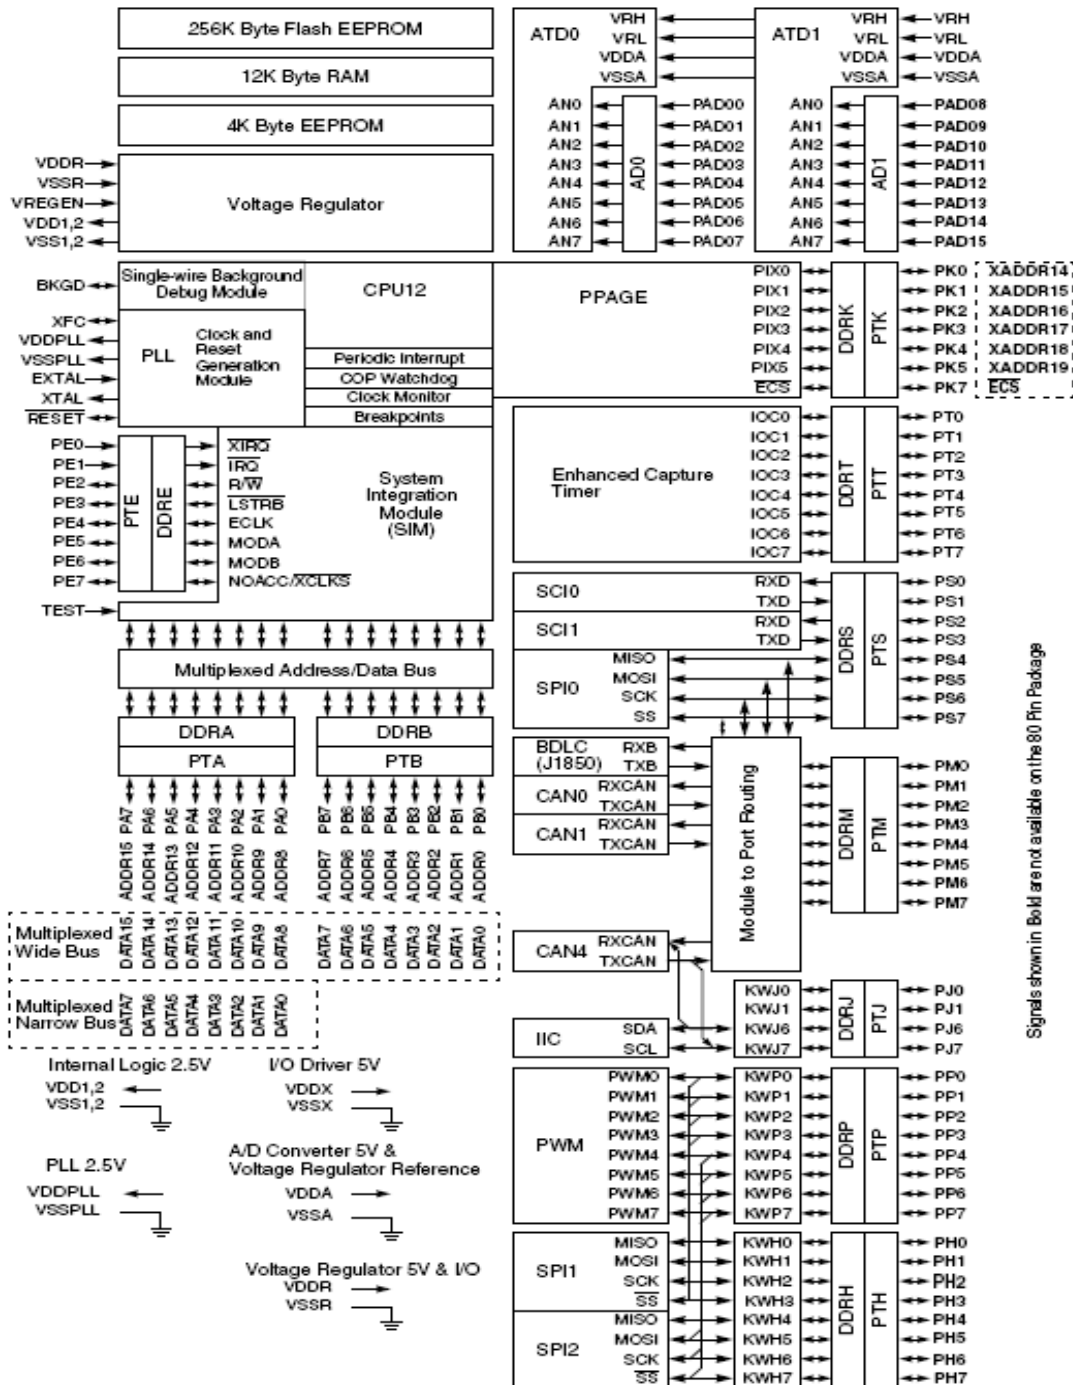 256K Byte Flash EEPROM
12K Byte RAM
4K Byte EEPROM
VDDR
VSSR
VREGEN
VDD1,2
VSS1,2
Voltage Regulator
BKGD
Single-wire Background
Debug Module
CPU12
XFC
VDDPLL
VSSPLL
EXTAL
XTAL
RESET
PLL
Clock and
Reset
Generation
Module
Periodic Interrupt
COP Watchdog
Clock Monitor
Breakpoints
PE0
PE1
PE2
PE3
PE4
PE5
PE6
PE7
TEST
PTE
DDRE
XIRQ
IRQ
R/W
LSTRB
ECLK
MODA
MODB
NOACC/XCLKS
System
Integration
Module
(SIM)
Multiplexed Address/Data Bus
DDRA
PTA
DDRB
PTB
PA7
PA6
PA5
PA4
PA3
PA2
PA1
PA0
PB7
PB6
PB5
PB4
PB3
PB2
PB1
PB0
ADDR15
ADDR14
ADDR13
ADDR12
ADDR11
ADDR10
ADDR9
ADDR8
ADDR7
ADDR6
ADDR5
ADDR4
ADDR3
ADDR2
ADDR1
ADDR0
Multiplexed
Wide Bus
DATA15
DATA14
DATA13
DATA12
DATA11
DATA10
DATA9
DATA8
DATA7
DATA6
DATA5
DATA4
DATA3
DATA2
DATA1
DATA0
Multiplexed
Narrow Bus
DATA7
DATA6
DATA5
DATA4
DATA3
DATA2
DATA1
DATA0
Internal Logic 2.5V
VDD1,2
VSS1,2
I/O Driver 5V
VDDX
VSSX
PLL 2.5V
VDDPLL
VSSPLL
A/D Converter 5V &
Voltage Regulator Reference
VDDA
VSSA
Voltage Regulator 5V & I/O
VDDR
VSSR
ATD0
VRH
VRL
VDDA
VSSA
AN0
AN1
AN2
AN3
AN4
AN5
AN6
AN7
AD0
PAD00
PAD01
PAD02
PAD03
PAD04
PAD05
PAD06
PAD07
ATD1
VRH
VRL
VDDA
VSSA
VRH
VRL
VDDA
VSSA
AN0
AN1
AN2
AN3
AN4
AN5
AN6
AN7
AD1
PAD08
PAD09
PAD10
PAD11
PAD12
PAD13
PAD14
PAD15
PPAGE
PIX0
PIX1
PIX2
PIX3
PIX4
PIX5
ECS
DDRK
PTK
PK0
PK1
PK2
PK3
PK4
PK5
PK7
XADDR14
XADDR15
XADDR16
XADDR17
XADDR18
XADDR19
ECS
Enhanced Capture
Timer
IOC0
IOC1
IOC2
IOC3
IOC4
IOC5
IOC6
IOC7
DDRT
PTT
PT0
PT1
PT2
PT3
PT4
PT5
PT6
PT7
SCI0
RXD
TXD
SCI1
RXD
TXD
SPI0
MISO
MOSI
SCK
SS
DDRS
PTS
PS0
PS1
PS2
PS3
PS4
PS5
PS6
PS7
BDLC
(J1850)
RXB
TXB
CAN0
RXCAN
TXCAN
CAN1
RXCAN
TXCAN
CAN4
RXCAN
TXCAN
Module to Port Routing
DDRM
PTM
PM0
PM1
PM2
PM3
PM4
PM5
PM6
PM7
IIC
SDA
SCL
KWJ0
KWJ1
KWJ6
KWJ7
DDRJ
PTJ
PJ0
PJ1
PJ6
PJ7
PWM
PWM0
PWM1
PWM2
PWM3
PWM4
PWM5
PWM6
PWM7
KWP0
KWP1
KWP2
KWP3
KWP4
KWP5
KWP6
KWP7
DDRP
PTP
PP0
PP1
PP2
PP3
PP4
PP5
PP6
PP7
SPI1
MISO
MOSI
SCK
SS
SPI2
MISO
MOSI
SCK
SS
KWH0
KWH1
KWH2
KWH3
KWH4
KWH5
KWH6
KWH7
DDRH
PTH
PH0
PH1
PH2
PH3
PH4
PH5
PH6
PH7
Signals shown in Bold are not available on the 80 Pin Package